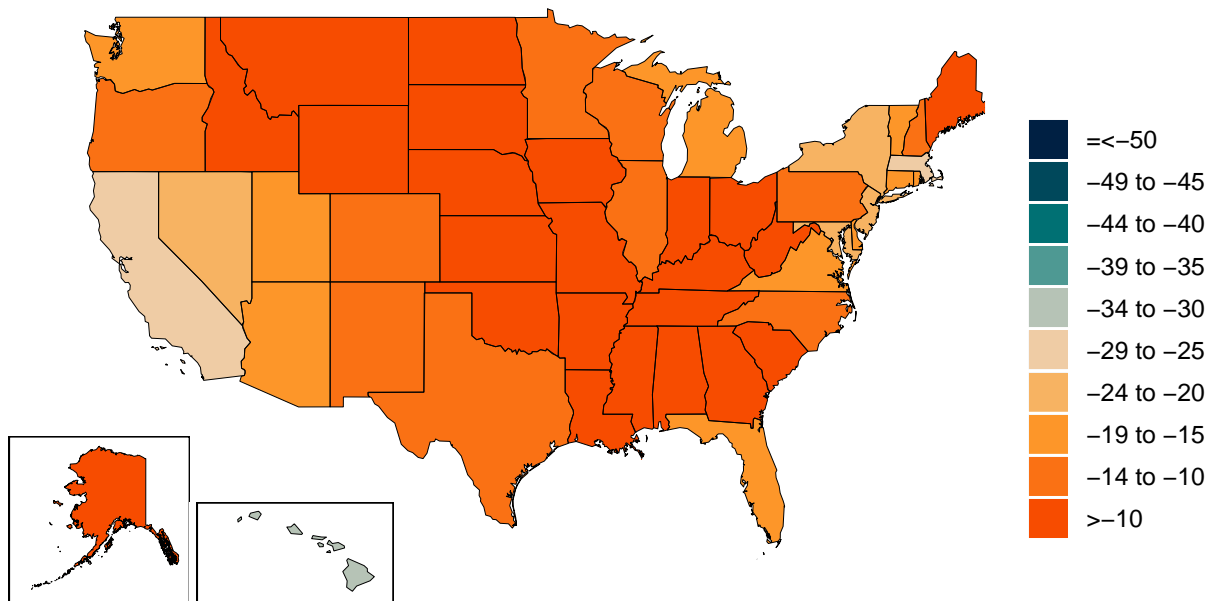 =<−50
−49 to −45
−44 to −40
−39 to −35
−34 to −30
−29 to −25
−24 to −20
−19 to −15
−14 to −10
>−10